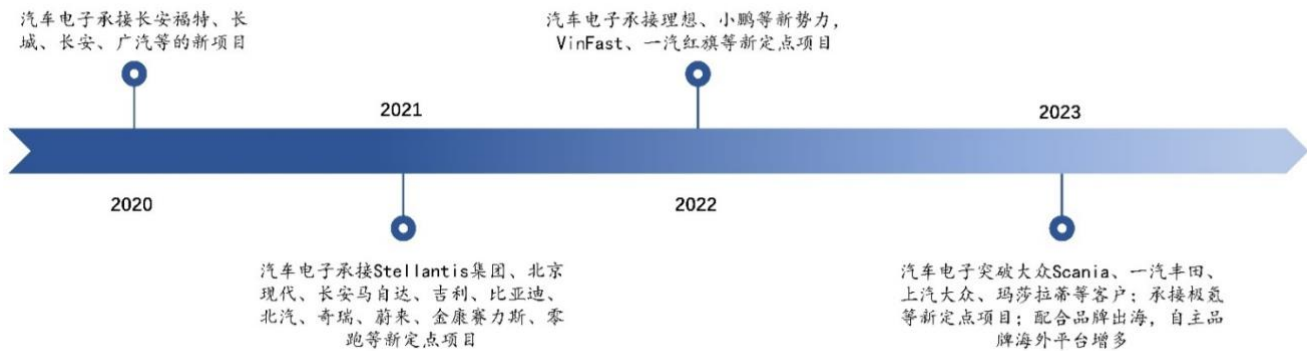 汽车电子承接长安福特、长
城、长安、广汽等的新项目
汽车电子承接理想、小鹏等新势力,
VinFast、一汽红旗等新定点项目
2021
2023
2020
2022
汽车电子承接Stellantis集团、北京
现代、长安马自达、吉利、比亚迪、
北汽、奇瑞、蔚来、金康赛力斯、零
跑等新定点项目
汽车电子突破大众Scania、一汽丰田、
上汽大众、玛莎拉蒂等客户；承接极氪
等新定点项目；配合品牌出海，自主品
牌海外平台增多